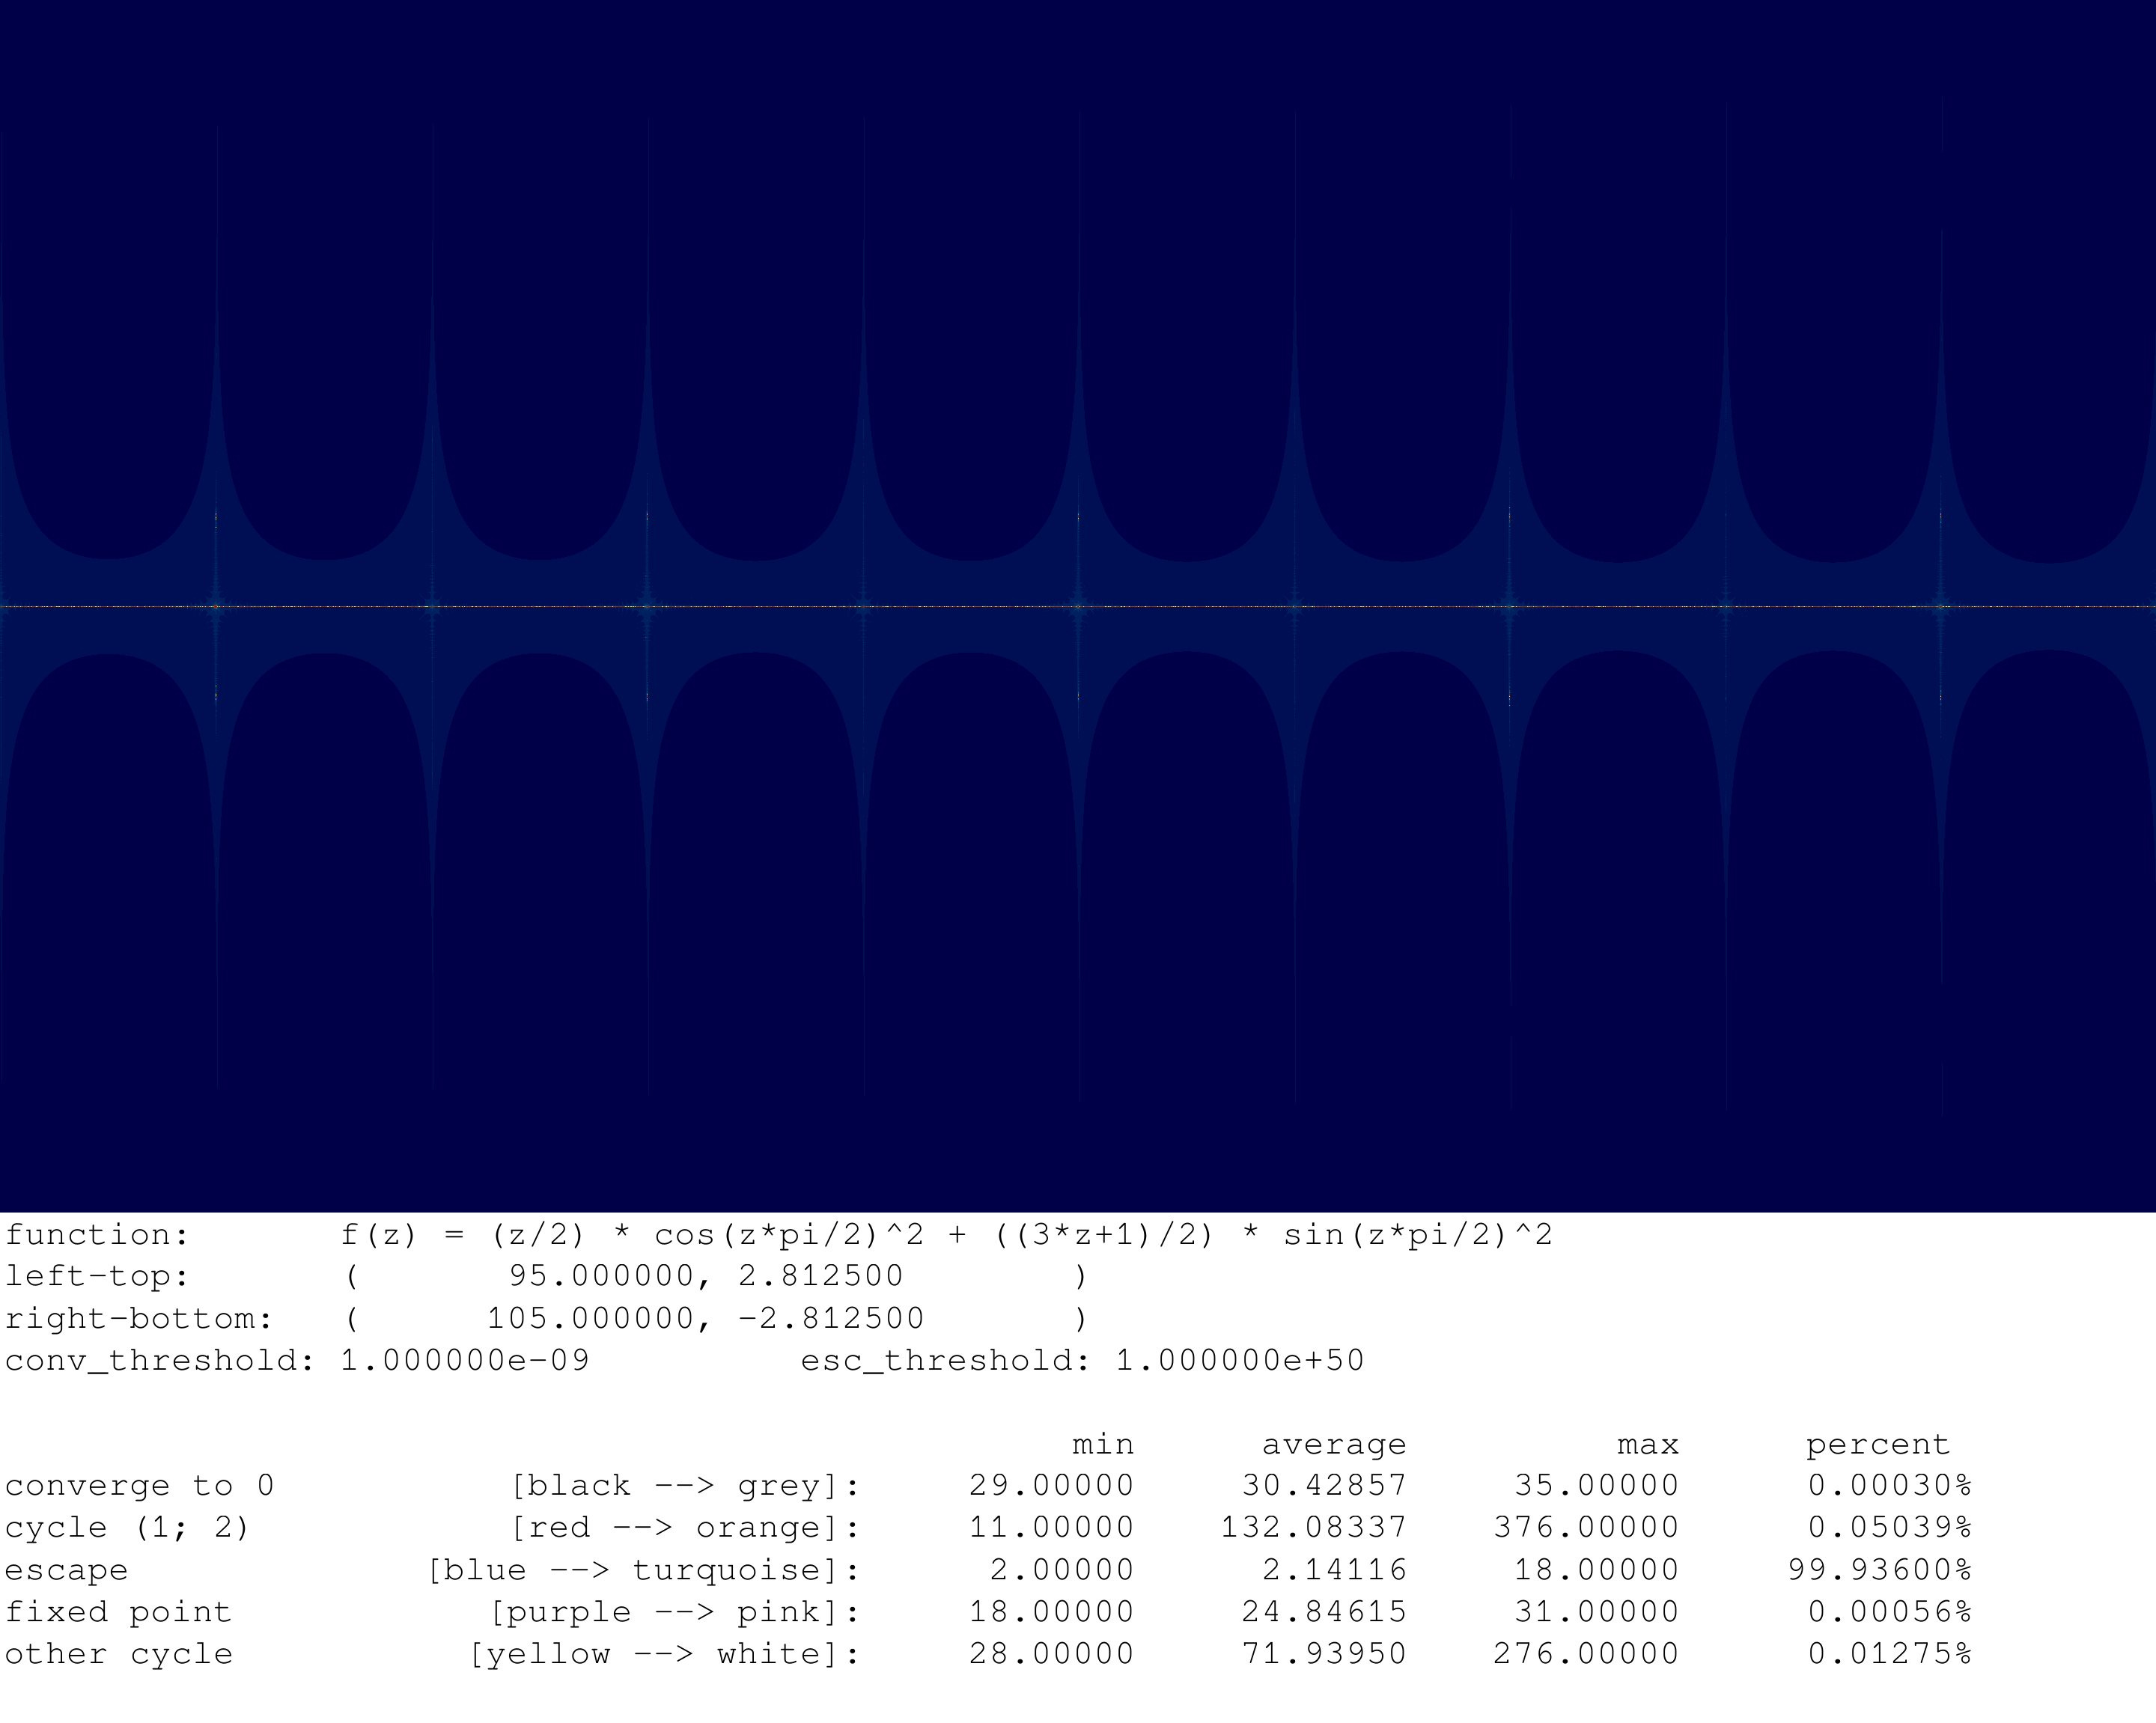 function: f(z) = (z/2) * cos(z*pi/2)^2 + ((3*z+1)/2) * sin(z*pi/2)^2
left-top: ( 95.000000, 2.812500 )
right-bottom: ( 105.000000, -2.812500 )
conv_threshold: 1.000000e-09 esc_threshold: 1.000000e+50
min average max percent
converge to 0 [black --> grey]: 29.00000 30.42857 35.00000 0.00030%
cycle (1; 2) [red --> orange]: 11.00000 132.08337 376.00000 0.05039%
escape [blue --> turquoise]: 2.00000 2.14116 18.00000 99.93600%
fixed point [purple --> pink]: 18.00000 24.84615 31.00000 0.00056%
other cycle [yellow --> white]: 28.00000 71.93950 276.00000 0.01275%